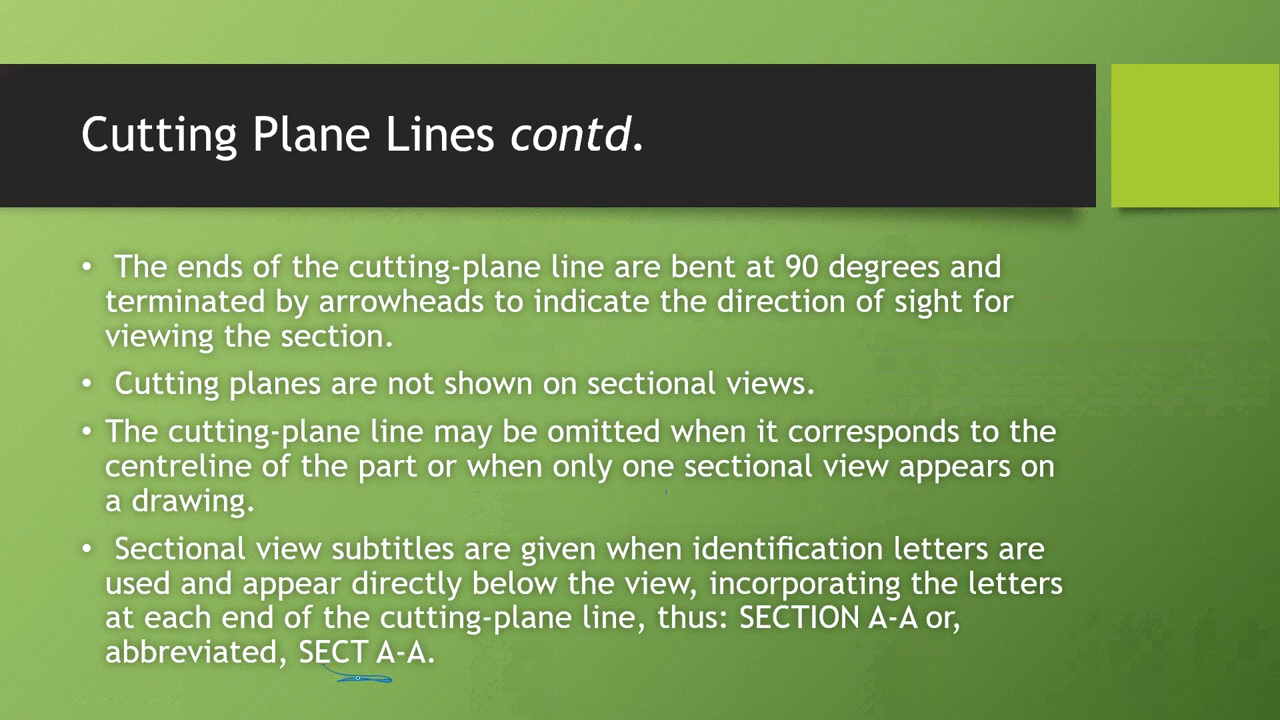 Cutting Plane Lines contd.
• The ends of the cutting-plane line are bent at 90 degrees and
terminated by arrowheads to indicate the direction of sight for
viewing the section.
• Cutting planes are not shown on sectional views.
• The cutting-plane line may be omitted when it corresponds to the
centreline of the part or when only one sectional view appears on
a drawing.
• Sectional view subtitles are given when identification letters are
used and appear directly below the view, incorporating the letters
at each end of the cutting-plane line, thus: SECTION A-A or,
abbreviated, SECT A-A.